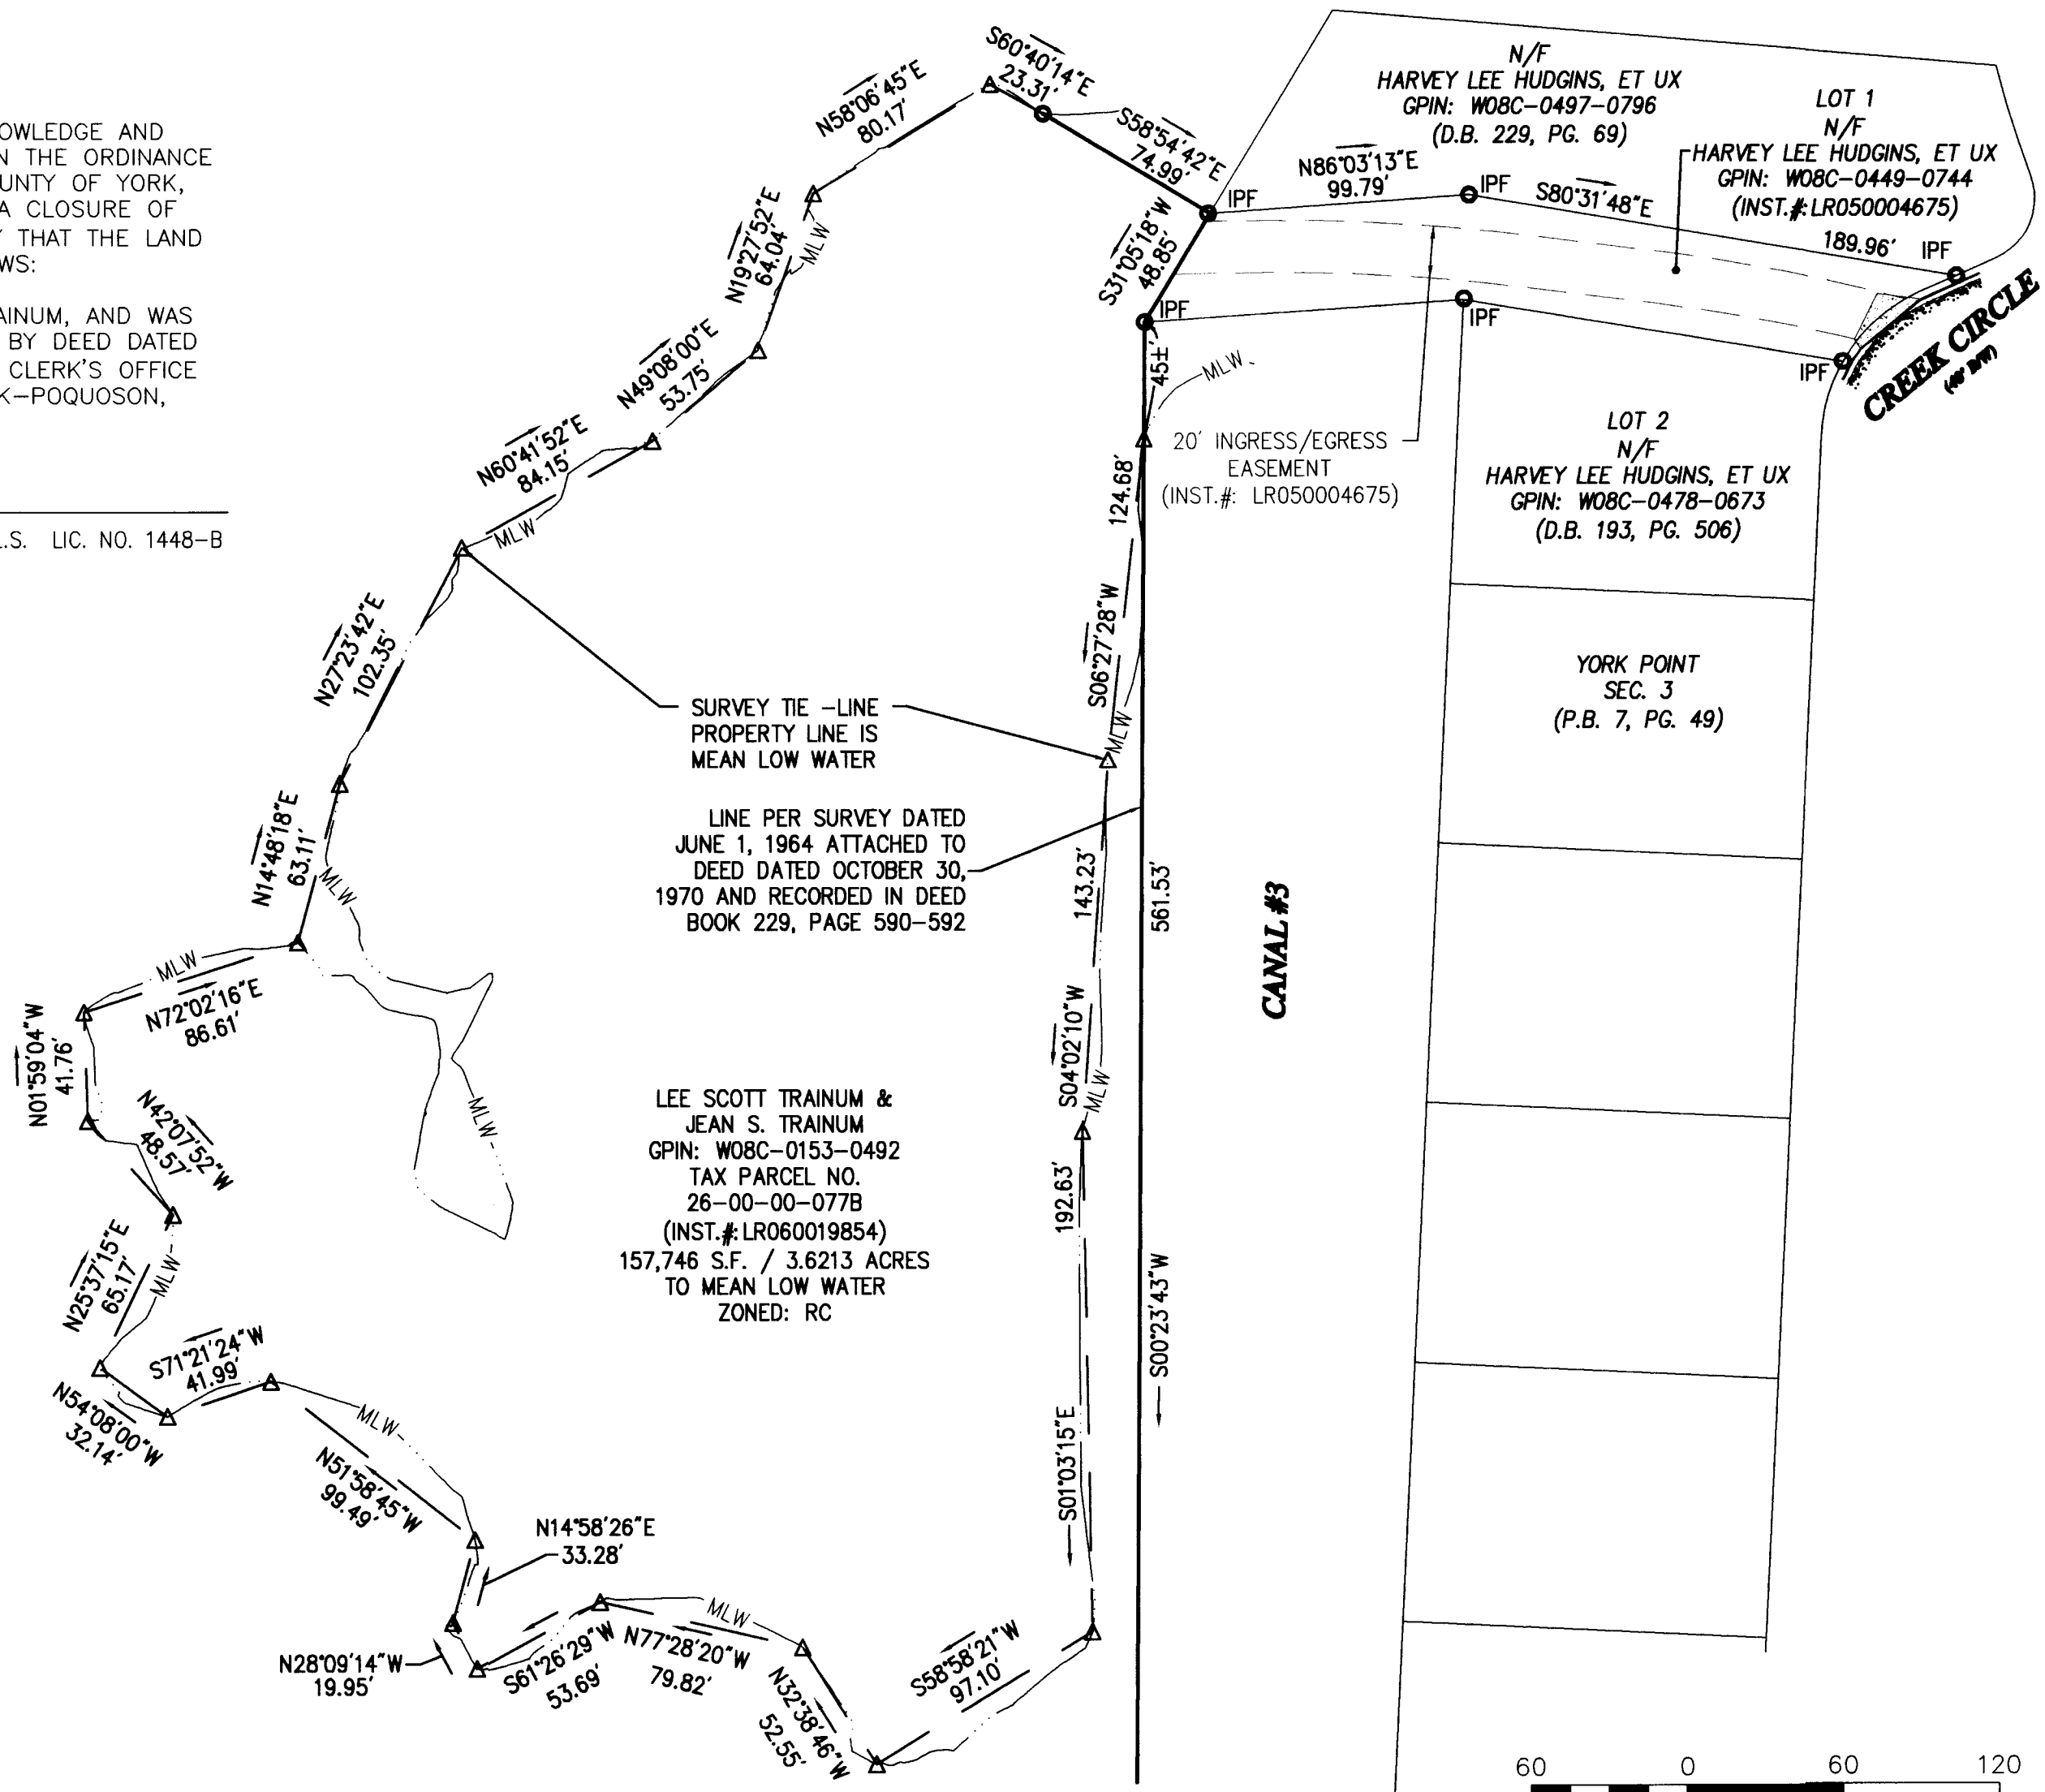 OWLEDGE AND
N THE ORDINANCE
UNTY OF YORK,
A CLOSURE OF
Y THAT THE LAND
WS:
AINUM, AND WAS
BY DEED DATED
CLERK'S OFFICE
K-POQUOSON,
.S. LIC. NO. 1448-B
S60°40'14"E
23.31'
N58°06'45"E
80.17'
S58°54'42"E
74.99'
N/F
HARVEY LEE HUDGINS, ET UX
GPIN: W08C-0497-0796
(D.B. 229, PG. 69)
LOT 1
N/F
HARVEY LEE HUDGINS, ET UX
GPIN: W08C-0449-0744
(INST.#: LR050004675)
N86°03'13"E
99.79'
IPF
IPF
S80°31'48"E
189.96'
IPF
S31°05'18"W
48.85'
IPF
IPF
IPF
CREEK CIRCLE
N19°27'52"E
64.04'
MLW
N49°08'00"E
53.75'
45±'
MLW
20' INGRESS/EGRESS
EASEMENT
(INST.#: LR050004675)
LOT 2
N/F
HARVEY LEE HUDGINS, ET UX
GPIN: W08C-0478-0673
(D.B. 193, PG. 506)
N60°41'52"E
84.15'
MLW
124.68'
S06°27'28"W
MLW
N27°23'42"E
102.35'
SURVEY TIE -LINE
PROPERTY LINE IS
MEAN LOW WATER
YORK POINT
SEC. 3
(P.B. 7, PG. 49)
LINE PER SURVEY DATED
JUNE 1, 1964 ATTACHED TO
DEED DATED OCTOBER 30,
1970 AND RECORDED IN DEED
BOOK 229, PAGE 590-592
N14°48'18"E
63.11'
MLW
143.23'
561.53'
CANAL #3
MLW
N72°02'16"E
86.61'
N01°59'04"W
41.76'
S04°02'10"W
MLW
N42°07'52"W
48.57'
MLW
LEE SCOTT TRAINUM &
JEAN S. TRAINUM
GPIN: W08C-0153-0492
TAX PARCEL NO.
26-00-00-077B
(INST.#: LR060019854)
157,746 S.F. / 3.6213 ACRES
TO MEAN LOW WATER
ZONED: RC
192.63'
N25°37'15"E
65.17'
MLW
S00°23'43"W
S71°21'24"W
41.99'
N54°08'00"W
32.14'
MLW
N51°58'45"W
99.49'
S01°03'15"E
N14°58'26"E
33.28'
MLW
N28°09'14"W
19.95'
S61°26'29"W
53.69'
N77°28'20"W
79.82'
N32°38'46"W
52.55'
S58°58'21"W
97.10'
60 0 60 120